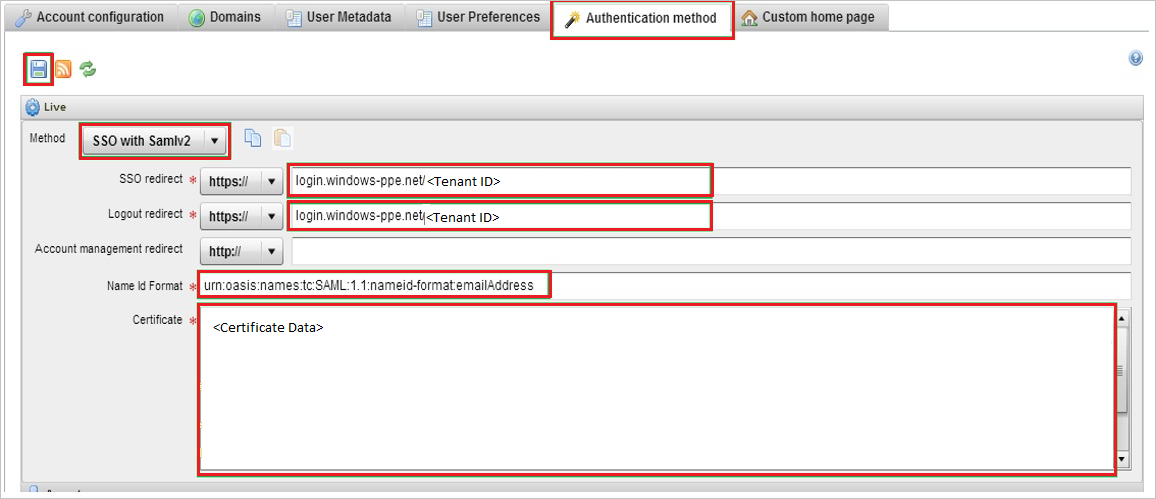 Account configuration Domains User Metadata User Preferences Authentication method Custom home page
Live
Method SSO with Samlv2
SSO redirect * https:// login.windows-ppe.net/<Tenant ID>
Logout redirect * https:// login.windows-ppe.net/<Tenant ID>
Account management redirect http://
Name Id Format * urn:oasis:names:tc:SAML:1.1:nameid-format:emailAddress
Certificate * <Certificate Data>